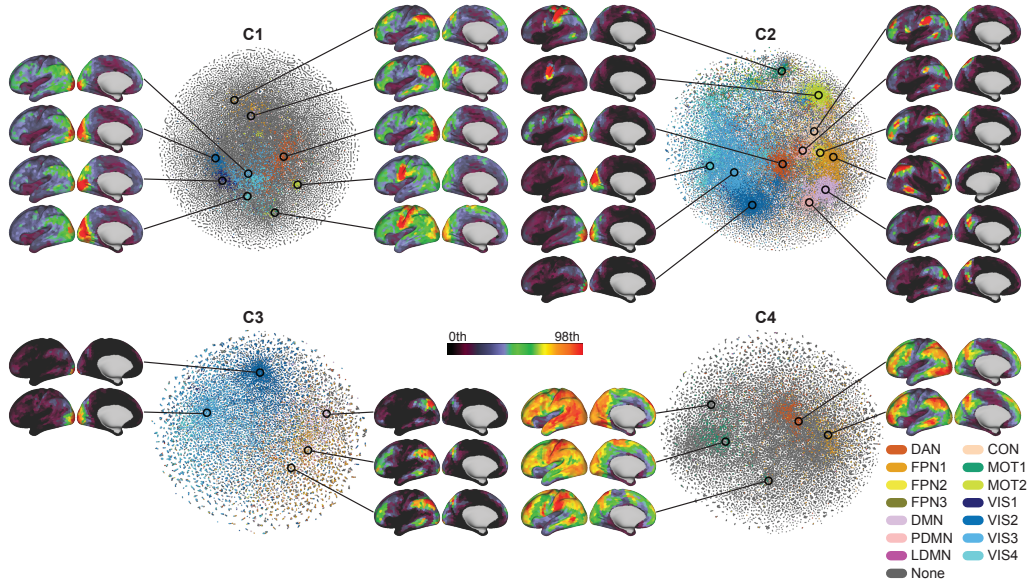 C1
C2
C3
0th
98th
C4
DAN
CON
FPN1
MOT1
FPN2
MOT2
FPN3
VIS1
DMN
VIS2
PDMN
VIS3
LDMN
VIS4
None